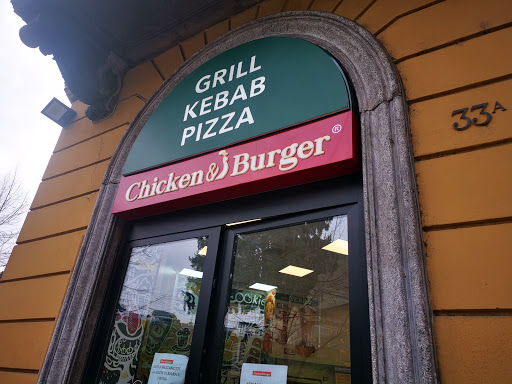 GRILL
KEBAB
PIZZA
Chicken & Burger®
33A